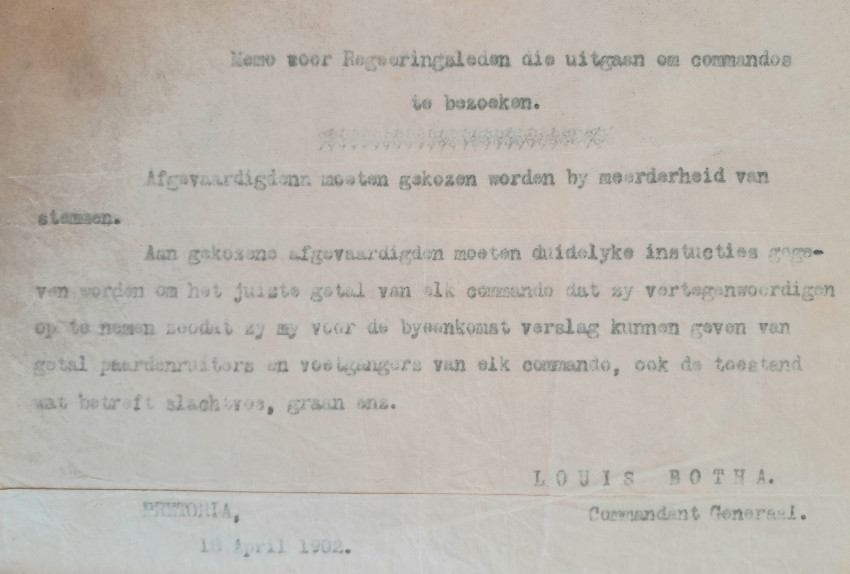 Memo voor Regeeringsleden die uitgaan om commandos
te bezoeken.
Afgevaardigdenn moeten gekozen worden by meerderheid van
stemmen.
Aan gekozene afgevaardigden moeten duidelyke instucties gege-
ven worden om het juiste getal van elk commando dat zy vertegenwoordigen
op te nemen zoodat zy my voor de byeenkomst verslag kunnen geven van
getal paardenruiters en voetgangers van elk commando, ook de toestand
wat betreft slachtvee, graan enz.
LOUIS BOTHA.
PRETORIA,
Commandant Generaal.
18 April 1902.